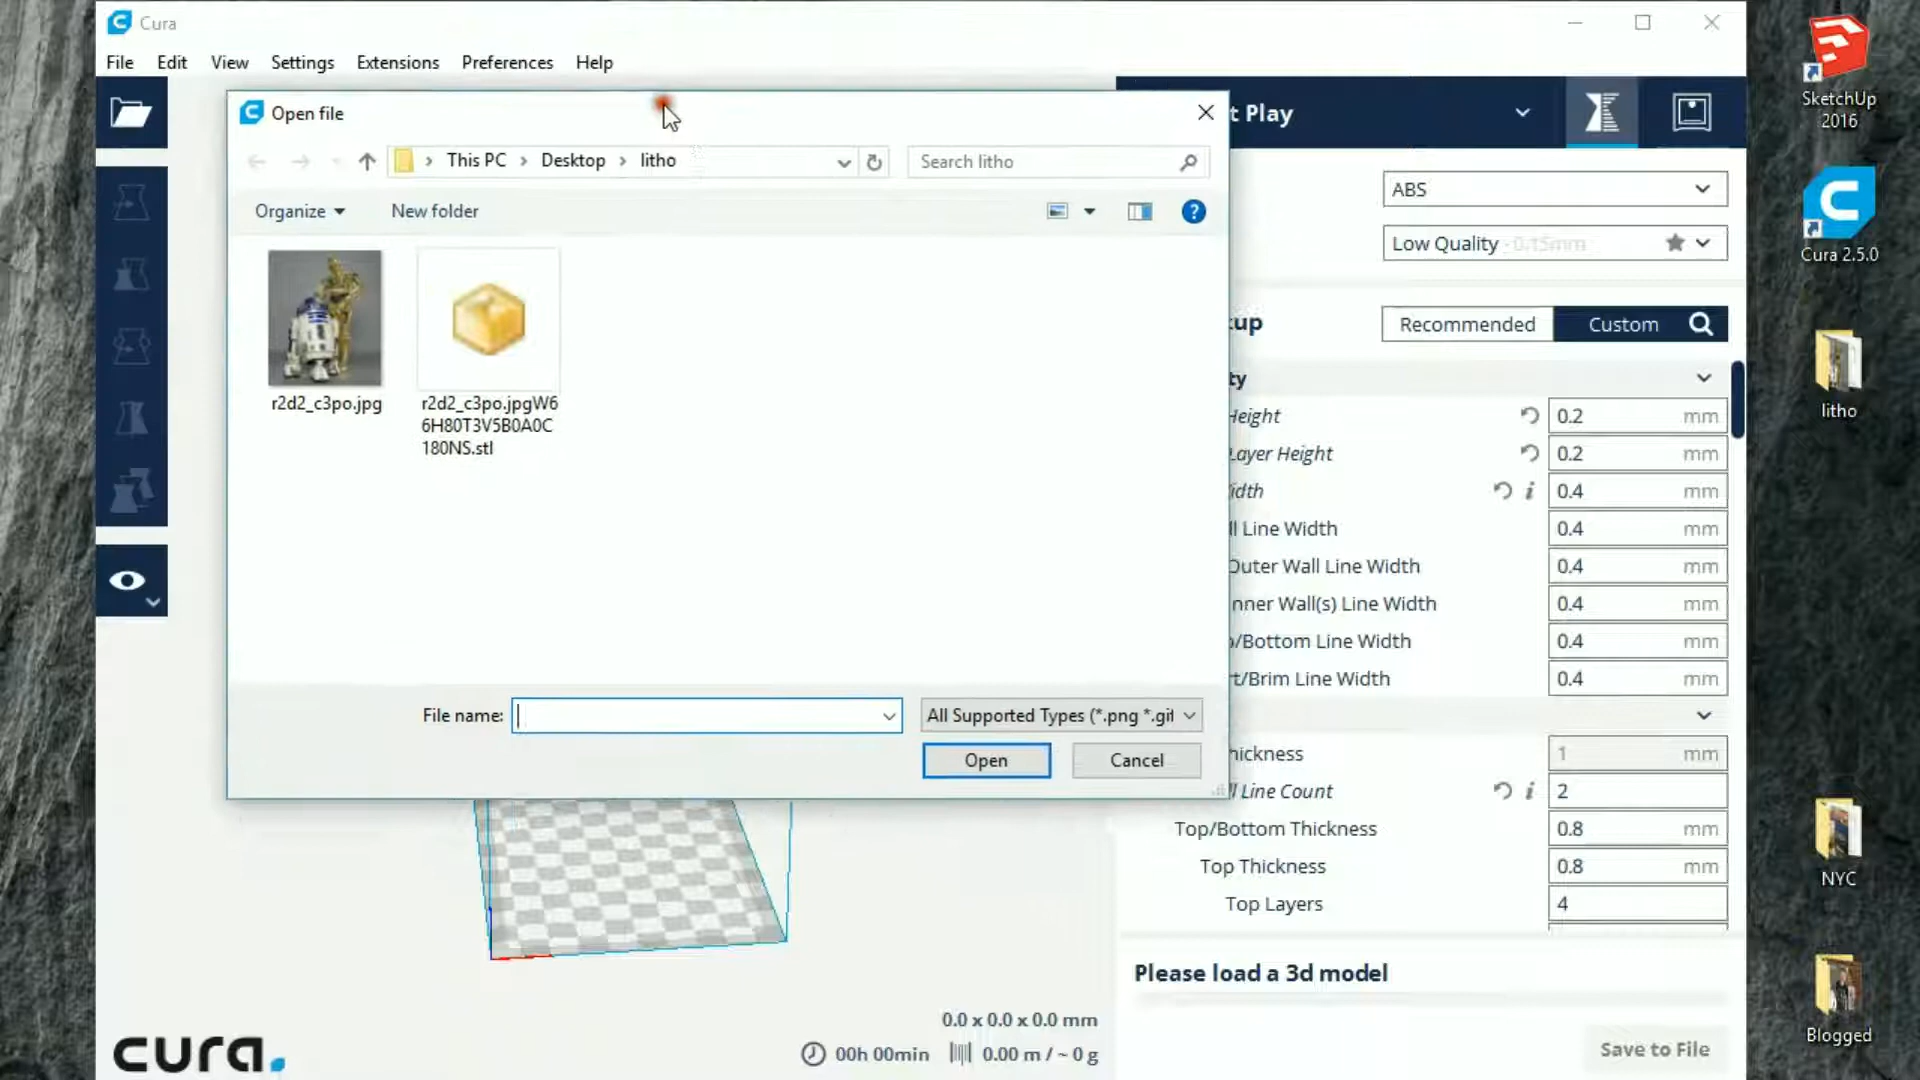 Cura
File Edit View Settings Extensions Preferences Help
Open file
This PC > Desktop > litho
Search litho
Organize
New folder
r2d2_c3po.jpg
r2d2_c3po.jpgW6
6H80T3V5B0A0C
180NS.stl
File name:
All Supported Types (*.png *.gif
Open
Cancel
t Play
ABS
Low Quality - 0.15mm
up
Recommended
Custom
ty
Height 0.2 mm
Layer Height 0.2 mm
idth i 0.4 mm
ll Line Width 0.4 mm
Outer Wall Line Width 0.4 mm
nner Wall(s) Line Width 0.4 mm
/Bottom Line Width 0.4 mm
rt/Brim Line Width 0.4 mm
hickness 1 mm
l Line Count i 2
Top/Bottom Thickness 0.8 mm
Top Thickness 0.8 mm
Top Layers 4
Please load a 3d model
0.0 x 0.0 x 0.0 mm
00h 00min 0.00 m / ~ 0 g
Save to File
cura.
SketchUp
2016
Cura 2.5.0
litho
NYC
Blogged